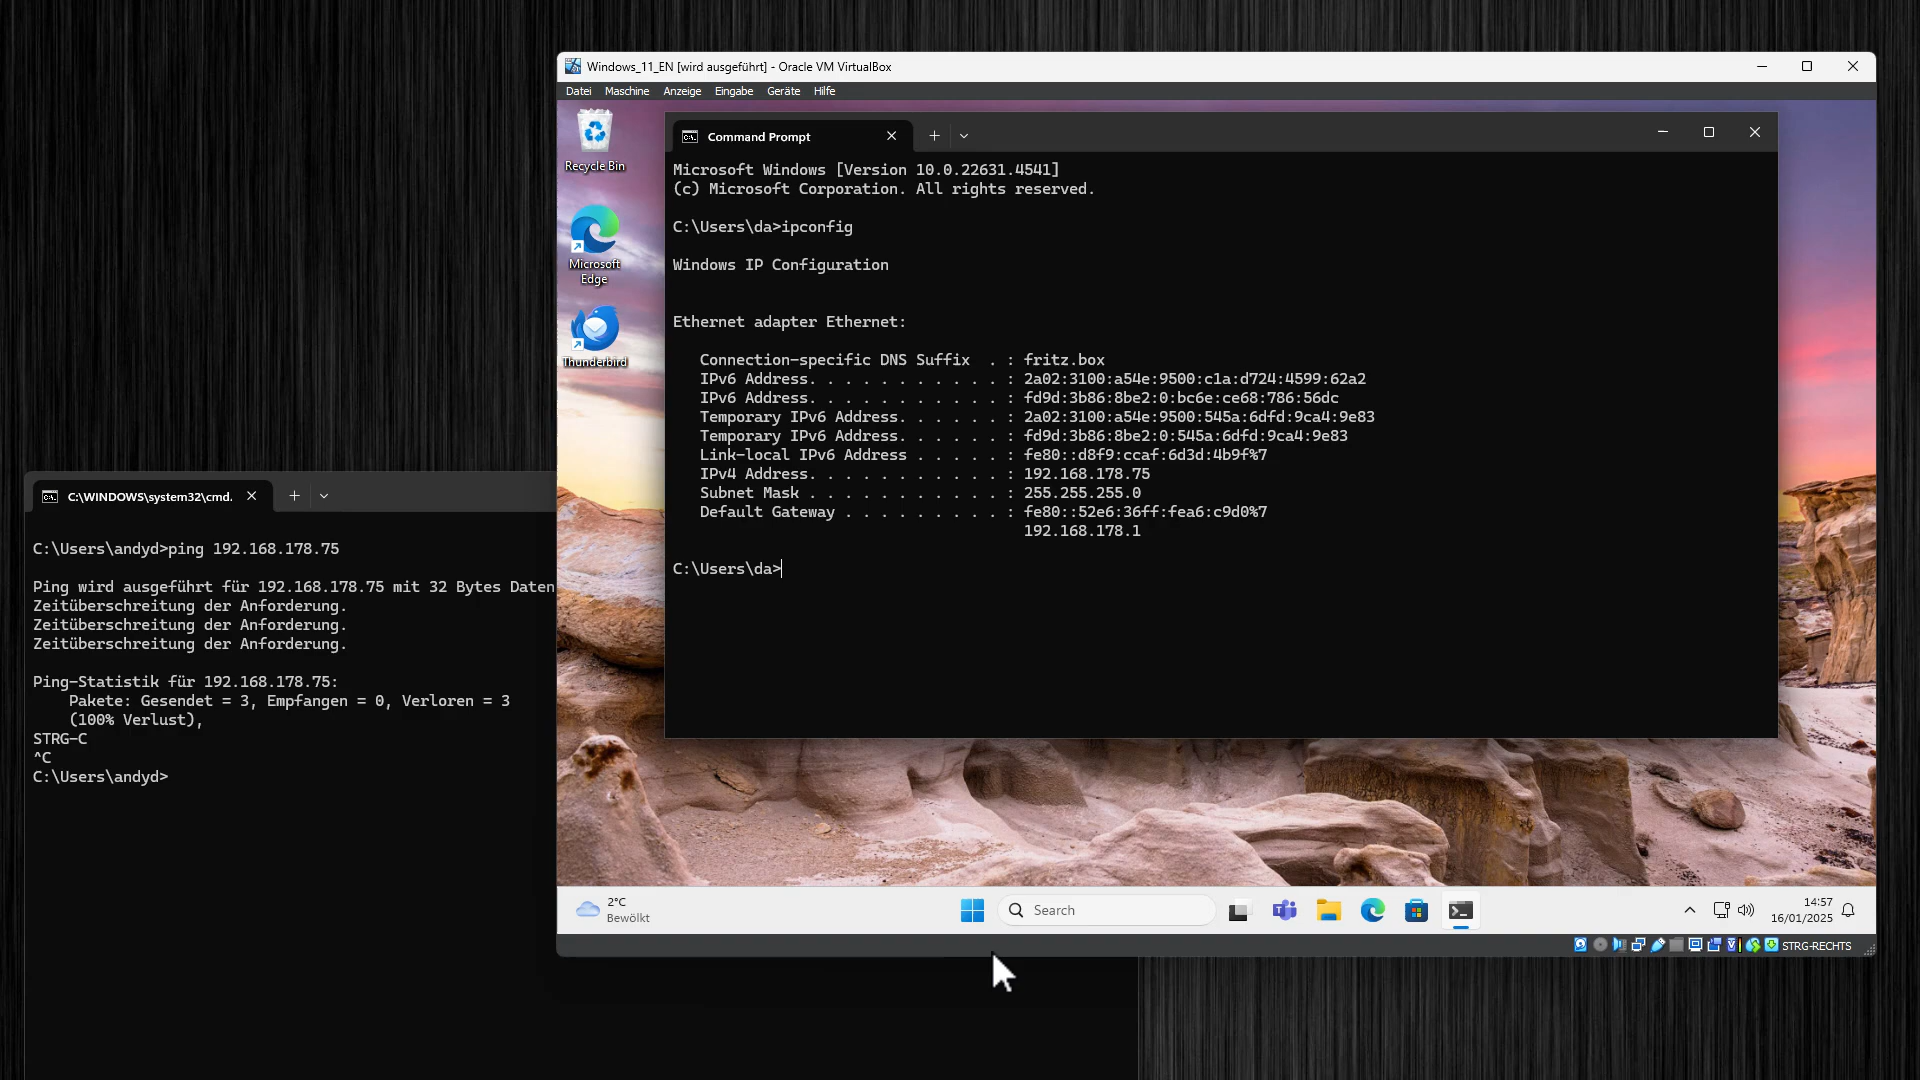 Windows_11_EN [wird ausgeführt] - Oracle VM VirtualBox
Datei Maschine Anzeige Eingabe Geräte Hilfe
Recycle Bin
Microsoft
Edge
Thunderbird
Command Prompt
Microsoft Windows [Version 10.0.22631.4541]
(c) Microsoft Corporation. All rights reserved.
C:\Users\da>ipconfig
Windows IP Configuration
Ethernet adapter Ethernet:
Connection-specific DNS Suffix . : fritz.box
IPv6 Address. . . . . . . . . . . : 2a02:3100:a54e:9500:c1a:d724:4599:62a2
IPv6 Address. . . . . . . . . . . : fd9d:3b86:8be2:0:bc6e:ce68:786:56dc
Temporary IPv6 Address. . . . . . : 2a02:3100:a54e:9500:545a:6dfd:9ca4:9e83
Temporary IPv6 Address. . . . . . : fd9d:3b86:8be2:0:545a:6dfd:9ca4:9e83
Link-local IPv6 Address . . . . . : fe80::d8f9:ccaf:6d3d:4b9f%7
IPv4 Address. . . . . . . . . . . : 192.168.178.75
Subnet Mask . . . . . . . . . . . : 255.255.255.0
Default Gateway . . . . . . . . . : fe80::52e6:36ff:fea6:c9d0%7
192.168.178.1
C:\Users\da>
C:\WINDOWS\system32\cmd.
C:\Users\andyd>ping 192.168.178.75
Ping wird ausgeführt für 192.168.178.75 mit 32 Bytes Daten
Zeitüberschreitung der Anforderung.
Zeitüberschreitung der Anforderung.
Zeitüberschreitung der Anforderung.
Ping-Statistik für 192.168.178.75:
Pakete: Gesendet = 3, Empfangen = 0, Verloren = 3
(100% Verlust),
STRG-C
^C
C:\Users\andyd>
2°C
Bewölkt
Search
14:57
16/01/2025
STRG-RECHTS